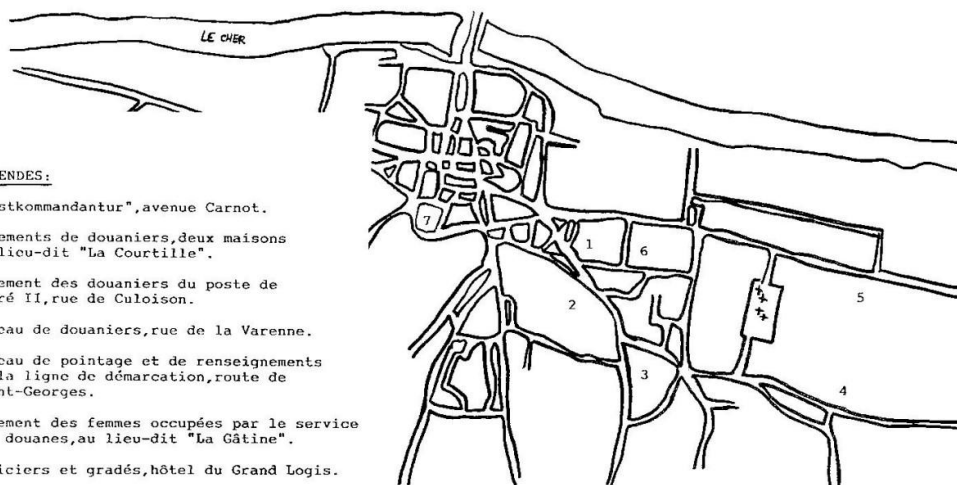 LE CHER
ENDES:
stkommandantur",avenue Carnot.
ements de douaniers,deux maisons
lieu-dit "La Courtille".
ement des douaniers du poste de
ré II,rue de Culoison.
eau de douaniers,rue de la Varenne.
eau de pointage et de renseignements
la ligne de démarcation,route de
nt-Georges.
ement des femmes occupées par le service
douanes,au lieu-dit "La Gâtine".
iciers et gradés,hôtel du Grand Logis.
7
1
6
2
5
3
4